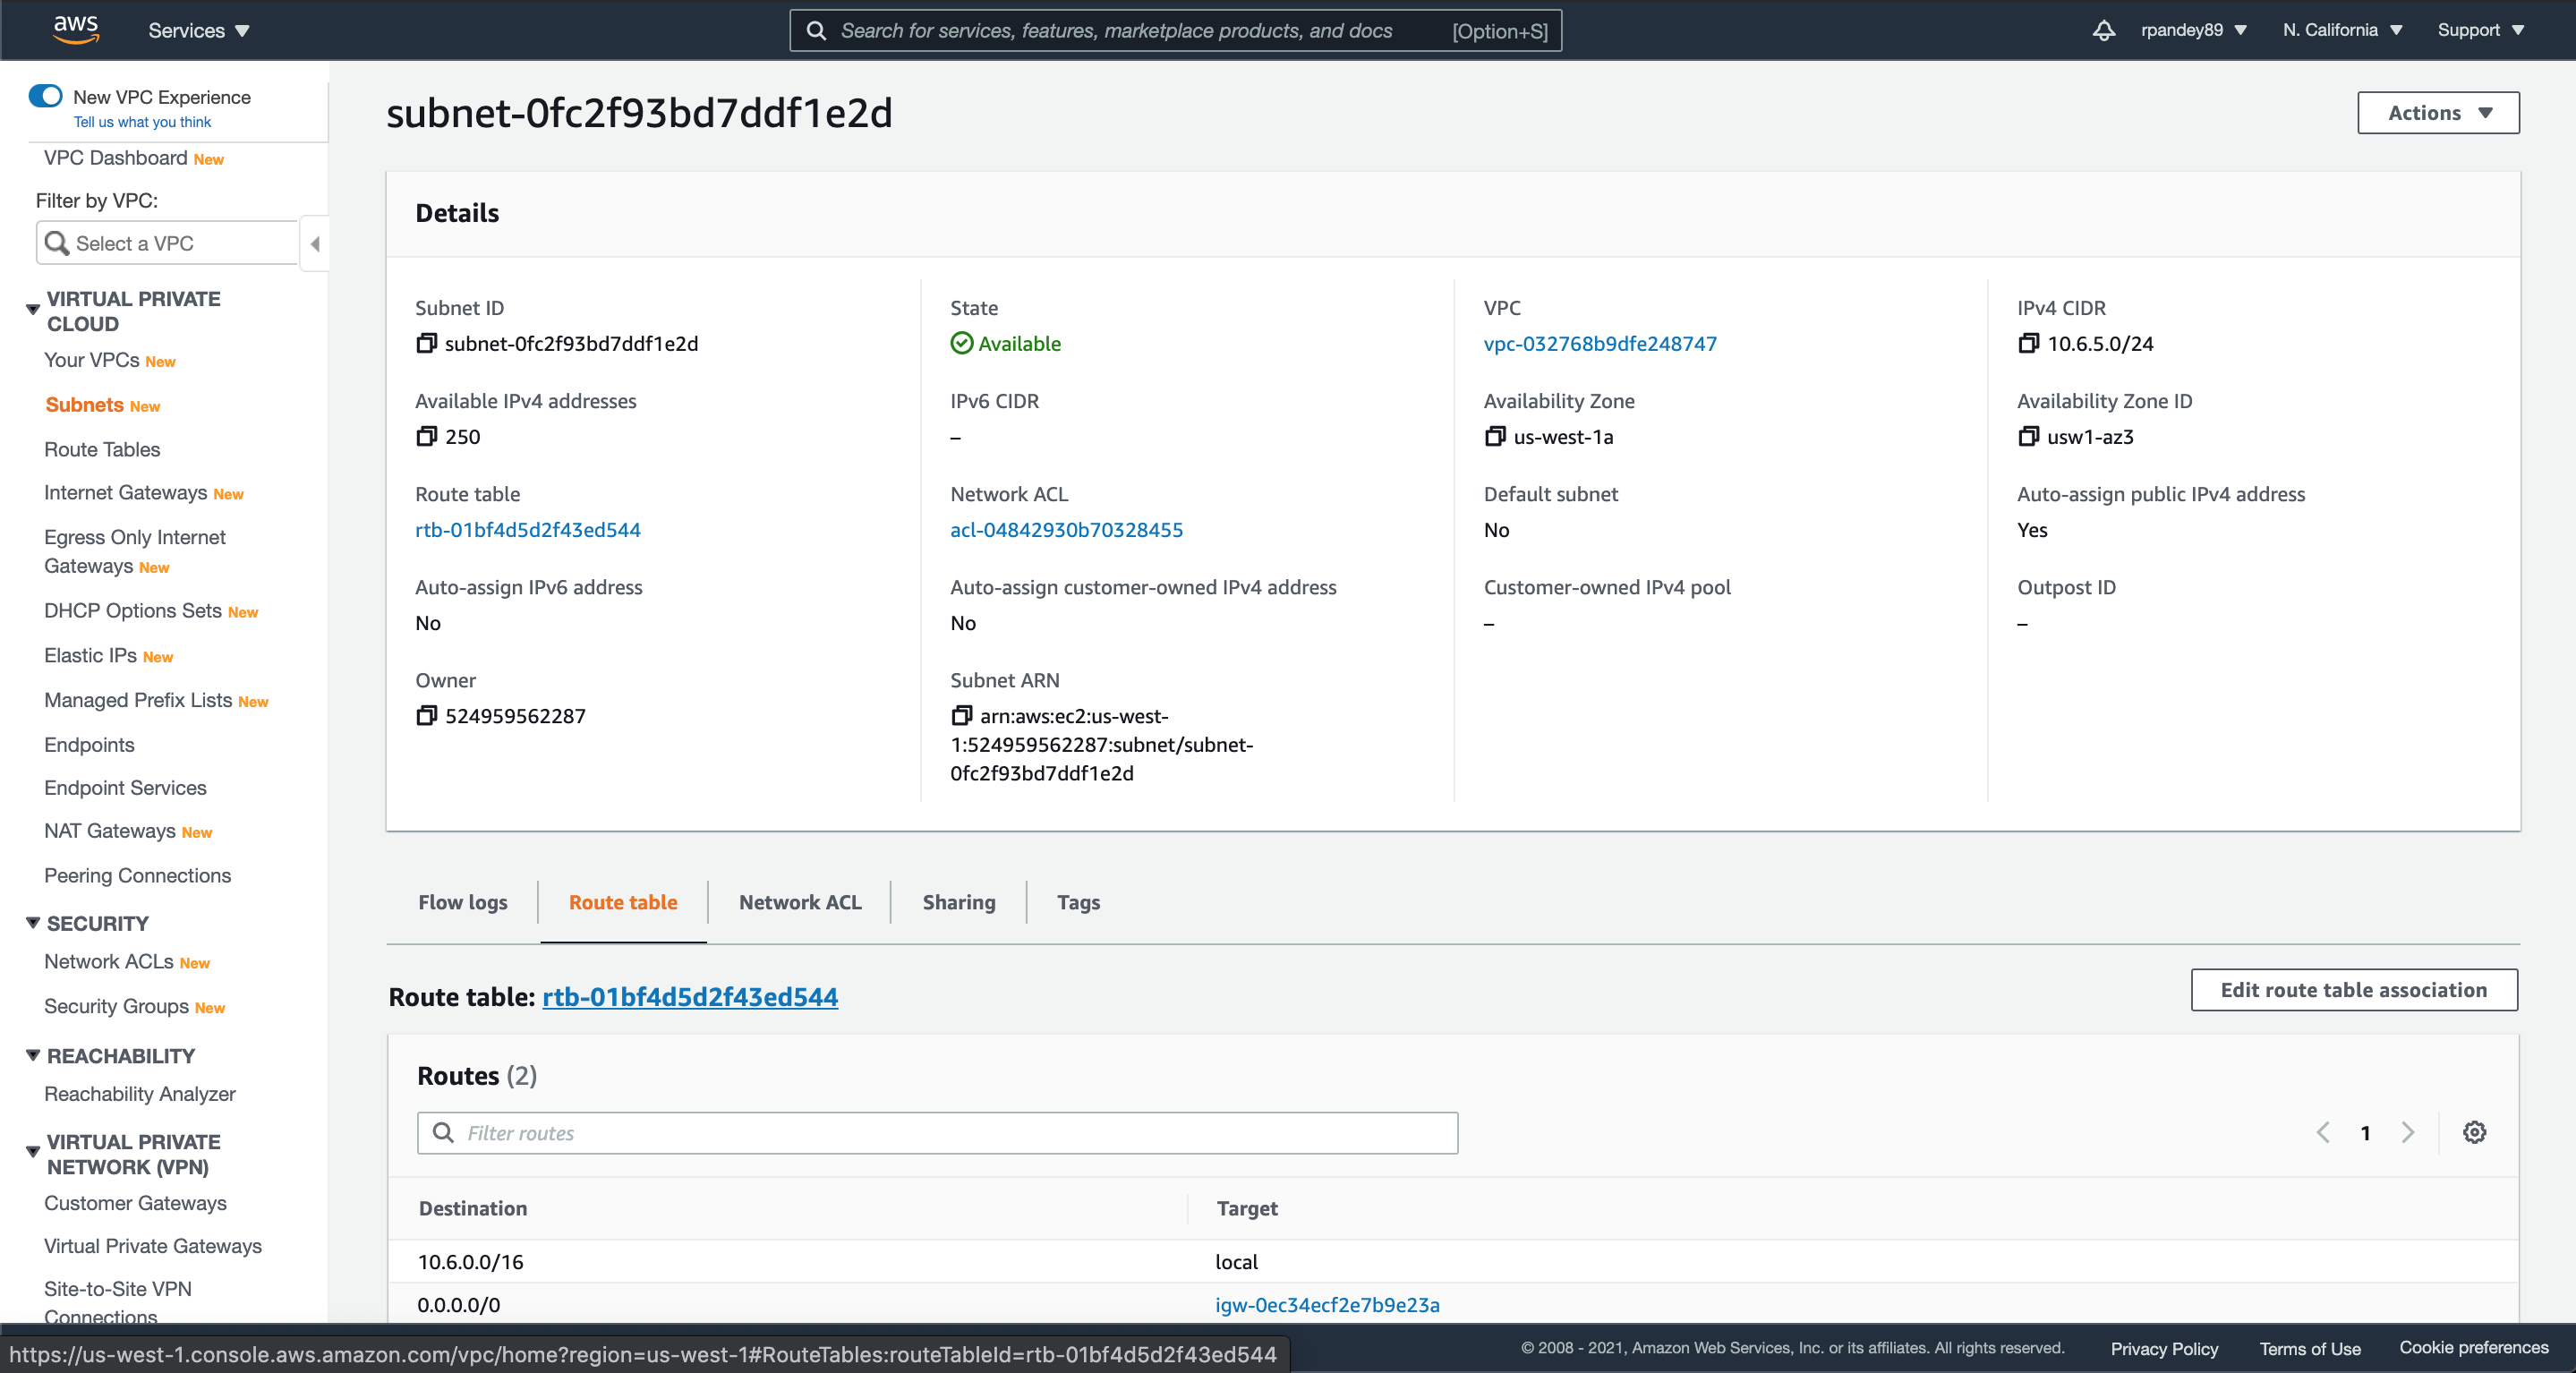 aws
Services
Search for services, features, marketplace products, and docs [Option+S]
rpandey89
N. California
Support
New VPC Experience
Tell us what you think
VPC Dashboard New
Filter by VPC:
Select a VPC
VIRTUAL PRIVATE
CLOUD
Your VPCs New
Subnets New
Route Tables
Internet Gateways New
Egress Only Internet
Gateways New
DHCP Options Sets New
Elastic IPs New
Managed Prefix Lists New
Endpoints
Endpoint Services
NAT Gateways New
Peering Connections
SECURITY
Network ACLs New
Security Groups New
REACHABILITY
Reachability Analyzer
VIRTUAL PRIVATE
NETWORK (VPN)
Customer Gateways
Virtual Private Gateways
Site-to-Site VPN
Connections
subnet-0fc2f93bd7ddf1e2d
Actions
Details
Subnet ID
subnet-0fc2f93bd7ddf1e2d
State
Available
VPC
vpc-032768b9dfe248747
IPv4 CIDR
10.6.5.0/24
Available IPv4 addresses
250
IPv6 CIDR
–
Availability Zone
us-west-1a
Availability Zone ID
usw1-az3
Route table
rtb-01bf4d5d2f43ed544
Network ACL
acl-04842930b70328455
Default subnet
No
Auto-assign public IPv4 address
Yes
Auto-assign IPv6 address
No
Auto-assign customer-owned IPv4 address
No
Customer-owned IPv4 pool
–
Outpost ID
–
Owner
524959562287
Subnet ARN
arn:aws:ec2:us-west-
1:524959562287:subnet/subnet-
0fc2f93bd7ddf1e2d
Flow logs
Route table
Network ACL
Sharing
Tags
Route table: rtb-01bf4d5d2f43ed544
Edit route table association
Routes (2)
Filter routes
1
Destination
Target
10.6.0.0/16
local
0.0.0.0/0
igw-0ec34ecf2e7b9e23a
https://us-west-1.console.aws.amazon.com/vpc/home?region=us-west-1#RouteTables:routeTableId=rtb-01bf4d5d2f43ed544
© 2008 - 2021, Amazon Web Services, Inc. or its affiliates. All rights reserved.
Privacy Policy
Terms of Use
Cookie preferences